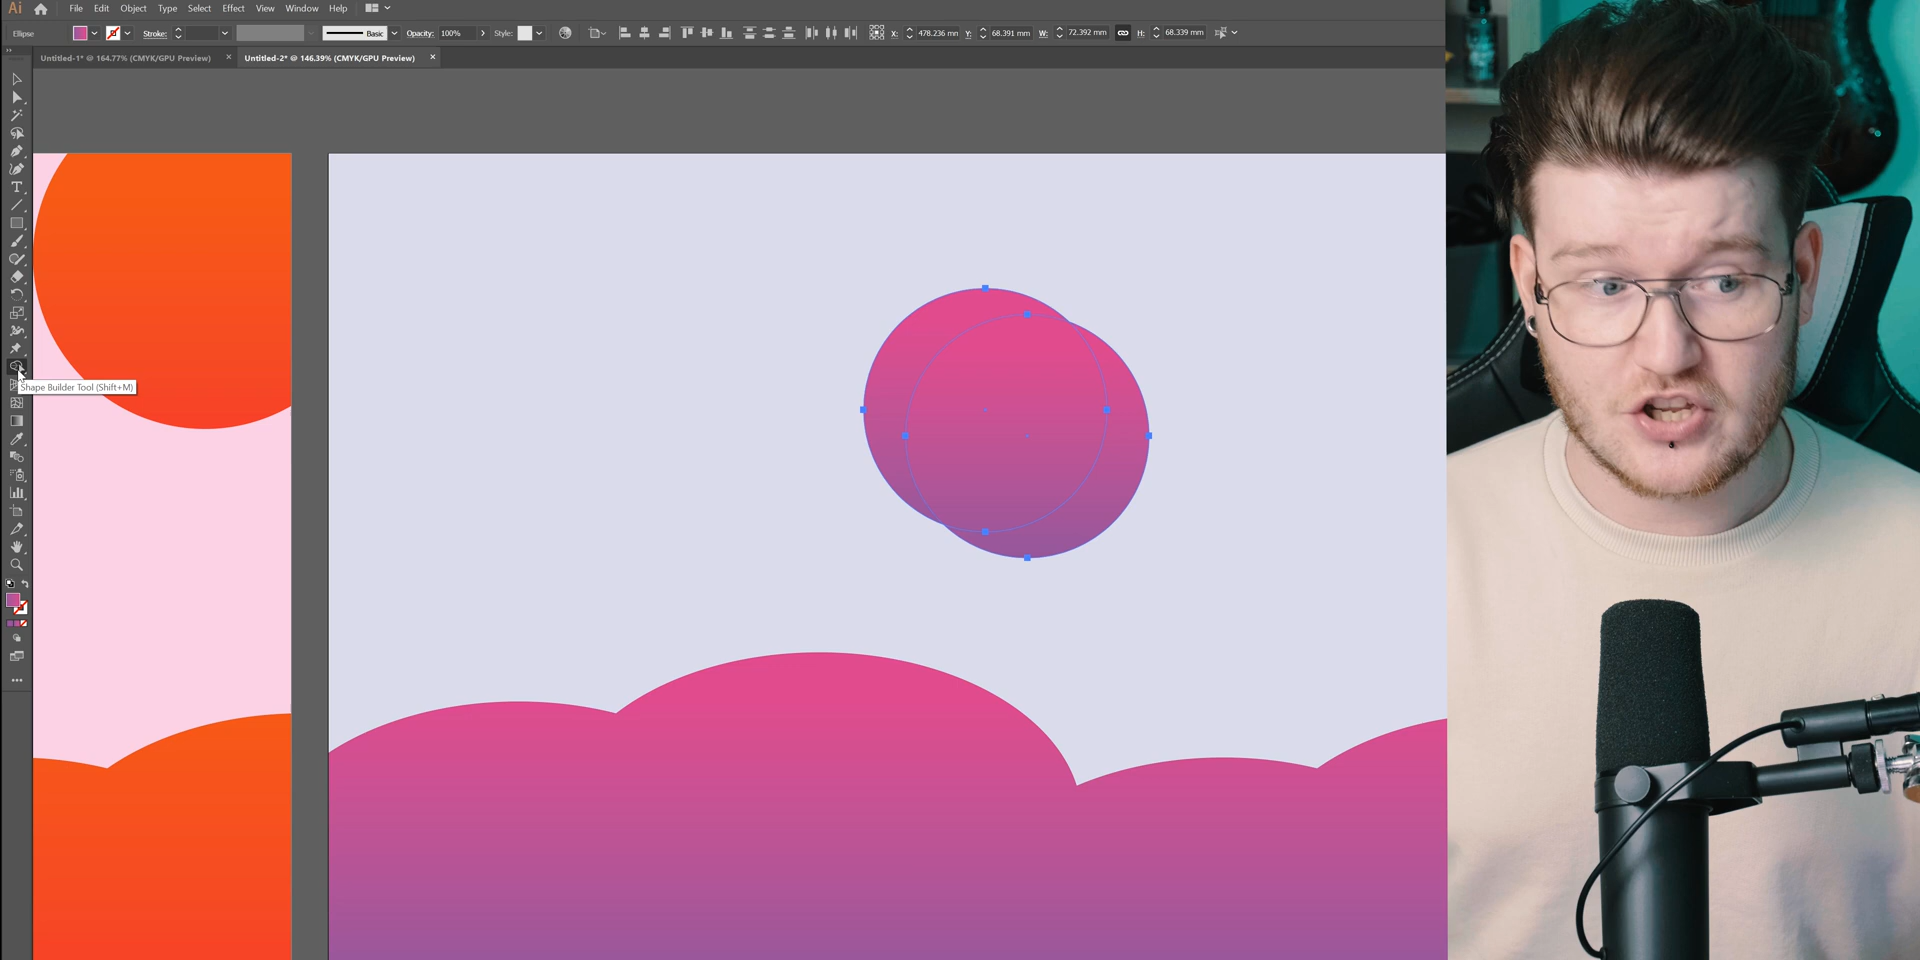 Ai File Edit Object Type Select Effect View Window Help
Ellipse Stroke: Basic Opacity: 100% Style: X: 478.236 mn Y: 68.391 mm W: 72.392 mm H: 68.339 mm
Untitled-1* @ 164.77% (CMYK/GPU Preview) × Untitled-2* @ 146.39% (CMYK/GPU Preview) ×
Shape Builder Tool (Shift+M)